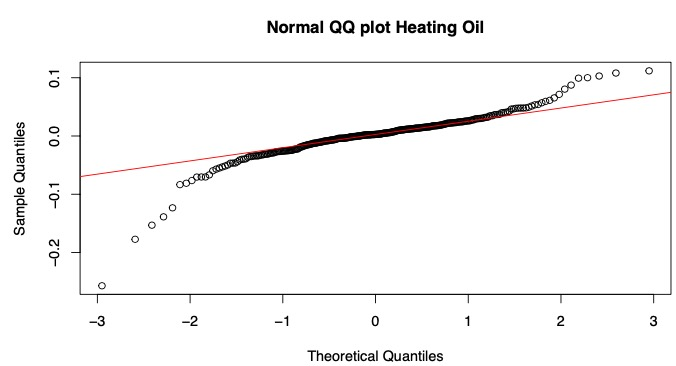 Normal QQ plot Heating Oil
Sample Quantiles
0.1
0.0
−0.1
−0.2
−3 −2 −1 0 1 2 3
Theoretical Quantiles